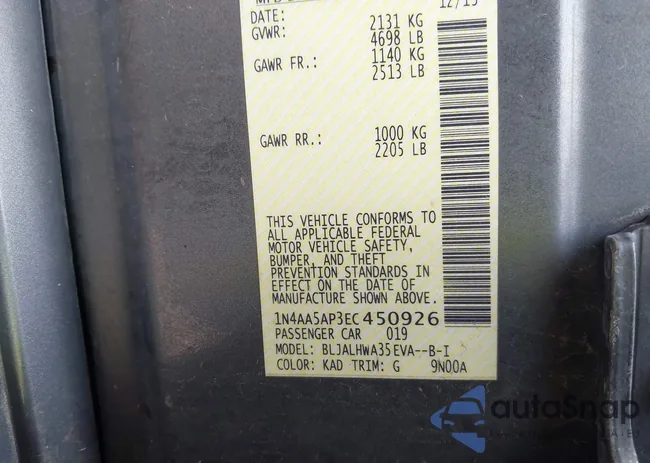 DATE: 12/13
GVWR: 2131 KG
4698 LB
GAWR FR.: 1140 KG
2513 LB
GAWR RR.: 1000 KG
2205 LB
THIS VEHICLE CONFORMS TO
ALL APPLICABLE FEDERAL
MOTOR VEHICLE SAFETY,
BUMPER, AND THEFT
PREVENTION STANDARDS IN
EFFECT ON THE DATE OF
MANUFACTURE SHOWN ABOVE.
1N4AA5AP3EC450926
PASSENGER CAR 019
MODEL: BLJALHWA35EVA--B-I
COLOR: KAD TRIM: G 9N00A
autoSnap